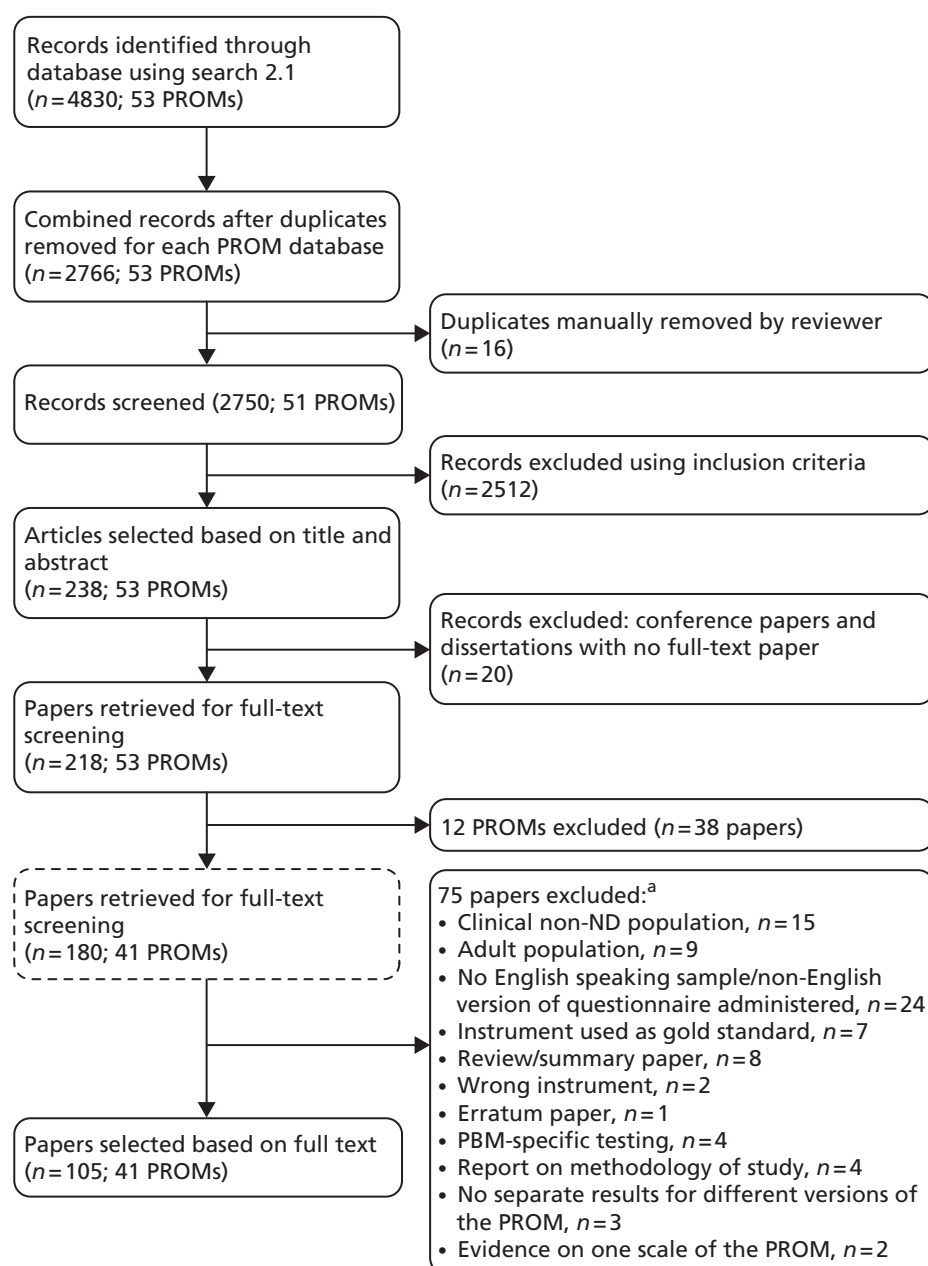 Records identified through
database using search 2.1
(n=4830; 53 PROMs)
Combined records after duplicates
removed for each PROM database
(n=2766; 53 PROMs)
Duplicates manually removed by reviewer
(n=16)
Records screened (2750; 51 PROMs)
Records excluded using inclusion criteria
(n=2512)
Articles selected based on title and
abstract
(n=238; 53 PROMs)
Records excluded: conference papers and
dissertations with no full-text paper
(n=20)
Papers retrieved for full-text
screening
(n=218; 53 PROMs)
12 PROMs excluded (n=38 papers)
Papers retrieved for full-text
screening
(n=180; 41 PROMs)
75 papers excluded:a
• Clinical non-ND population, n=15
• Adult population, n=9
• No English speaking sample/non-English
version of questionnaire administered, n=24
• Instrument used as gold standard, n=7
• Review/summary paper, n=8
• Wrong instrument, n=2
• Erratum paper, n=1
• PBM-specific testing, n=4
• Report on methodology of study, n=4
• No separate results for different versions of
the PROM, n=3
• Evidence on one scale of the PROM, n=2
Papers selected based on full text
(n=105; 41 PROMs)